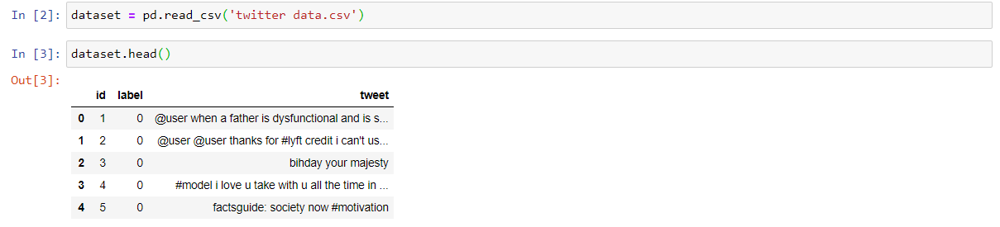 In [2]: dataset = pd.read_csv('twitter data.csv')
In [3]: dataset.head()
Out[3]:
id label tweet
0 1 0 @user when a father is dysfunctional and is s...
1 2 0 @user @user thanks for #lyft credit i can't us...
2 3 0 bihday your majesty
3 4 0 #model i love u take with u all the time in ...
4 5 0 factsguide: society now #motivation